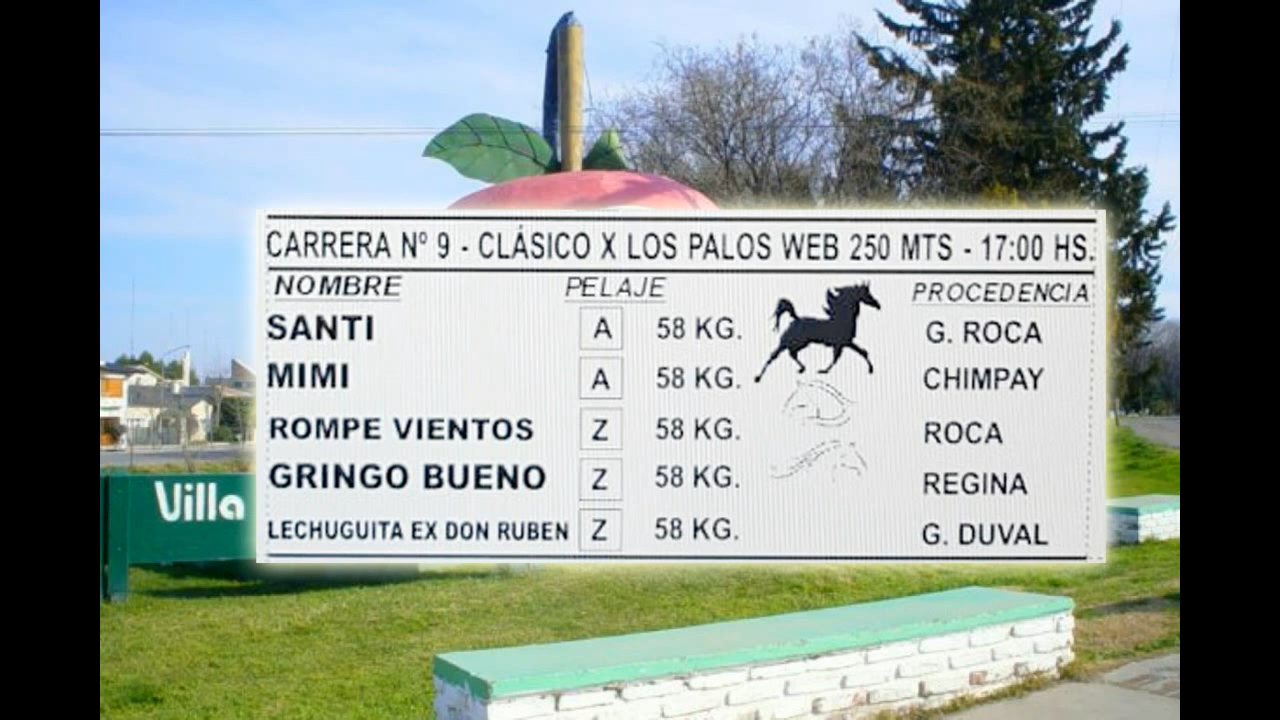 CARRERA Nº 9 - CLÁSICO X LOS PALOS WEB 250 MTS - 17:00 HS.
NOMBRE PELAJE PROCEDENCIA
SANTI A 58 KG. G. ROCA
MIMI A 58 KG. CHIMPAY
ROMPE VIENTOS Z 58 KG. ROCA
GRINGO BUENO Z 58 KG. REGINA
LECHUGUITA EX DON RUBEN Z 58 KG. G. DUVAL
Villa